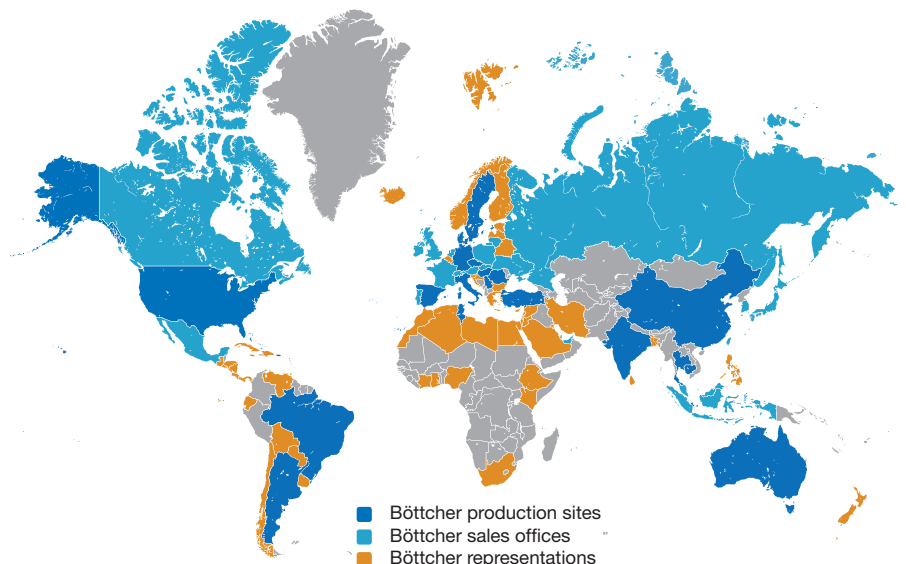 Böttcher production sites
Böttcher sales offices
Böttcher representations